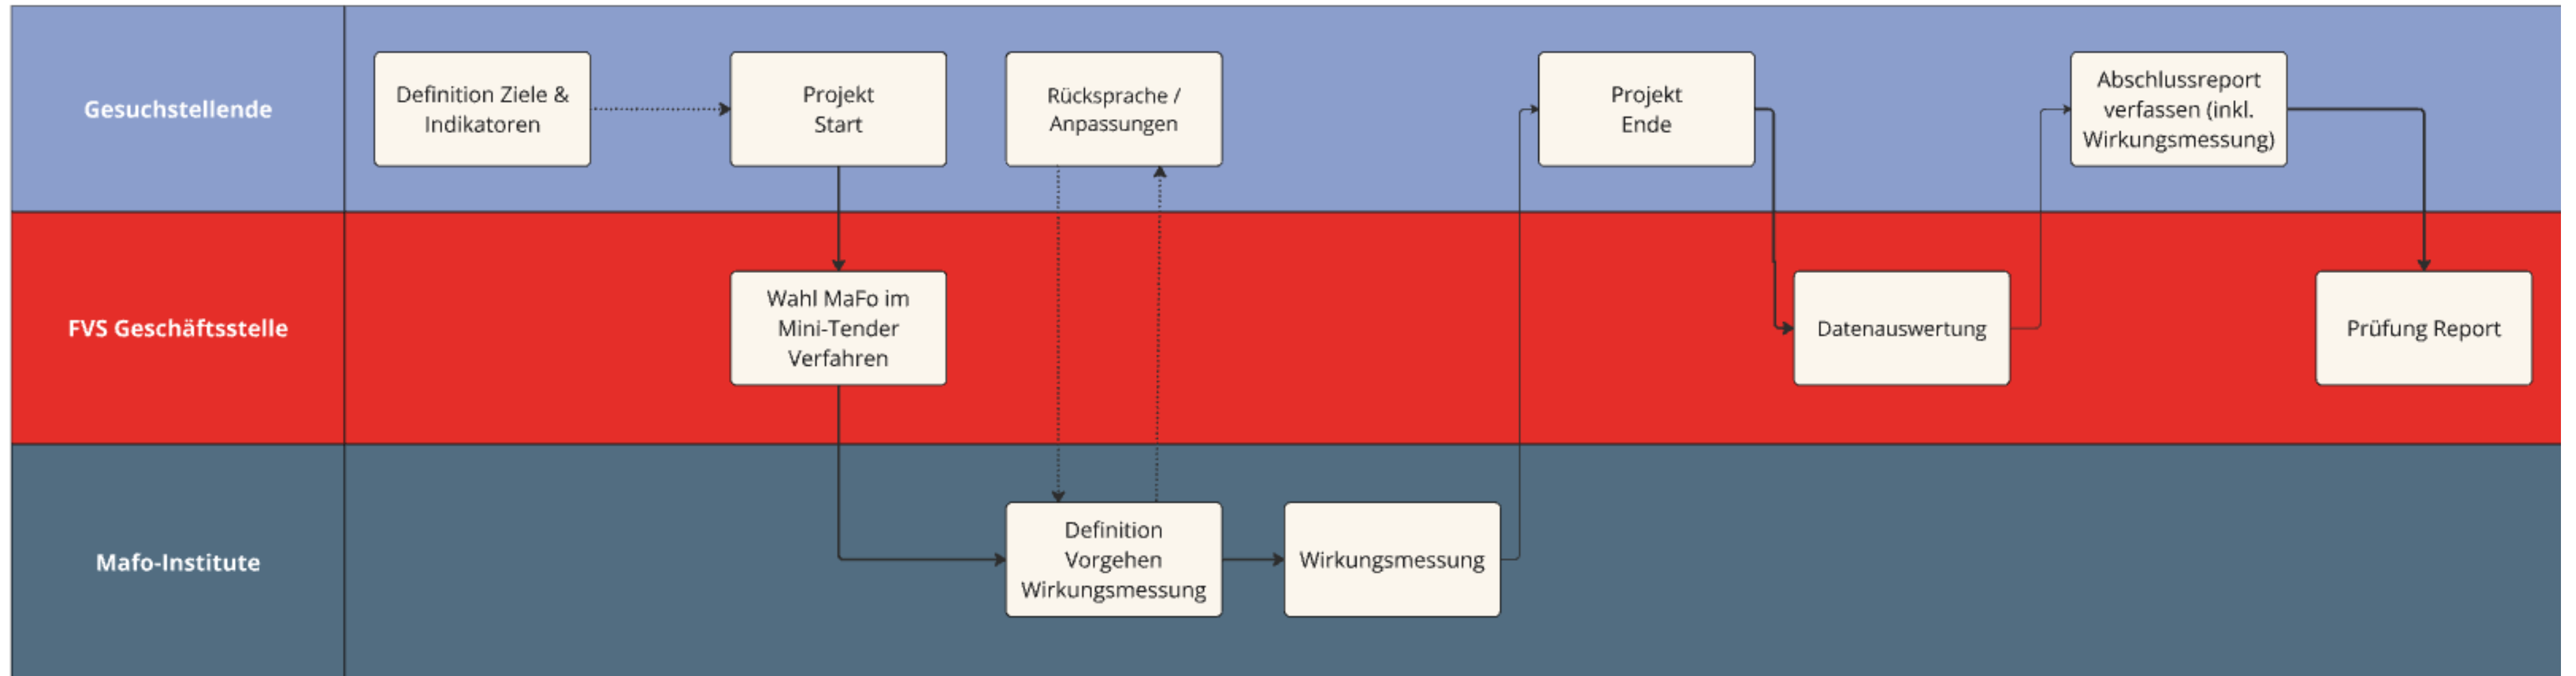 Gesuchstellende
Definition Ziele &
Indikatoren
Projekt
Start
Rücksprache /
Anpassungen
Projekt
Ende
Abschlussreport
verfassen (inkl.
Wirkungsmessung)
FVS Geschäftsstelle
Wahl MaFo im
Mini-Tender
Verfahren
Datenauswertung
Prüfung Report
Mafo-Institute
Definition
Vorgehen
Wirkungsmessung
Wirkungsmessung